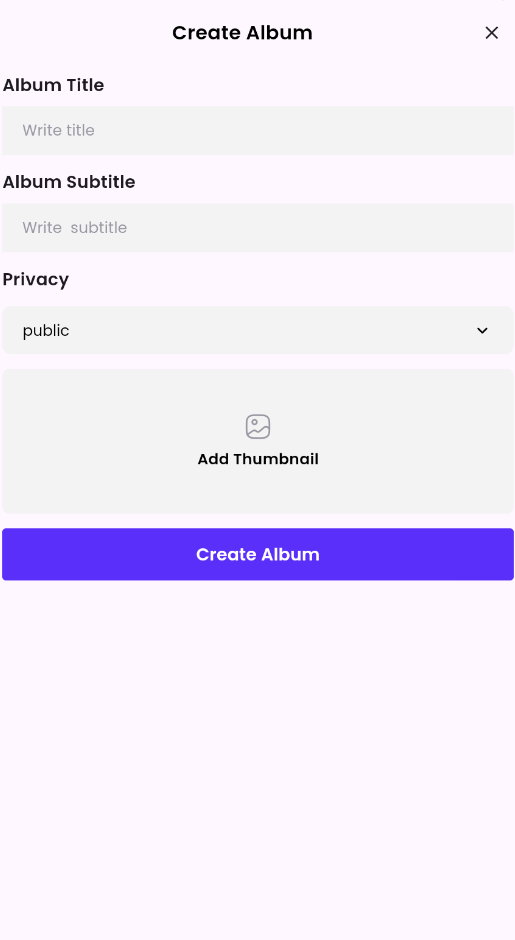 Create Album
Album Title
Write title
Album Subtitle
Write  subtitle
Privacy
public
Add Thumbnail
Create Album